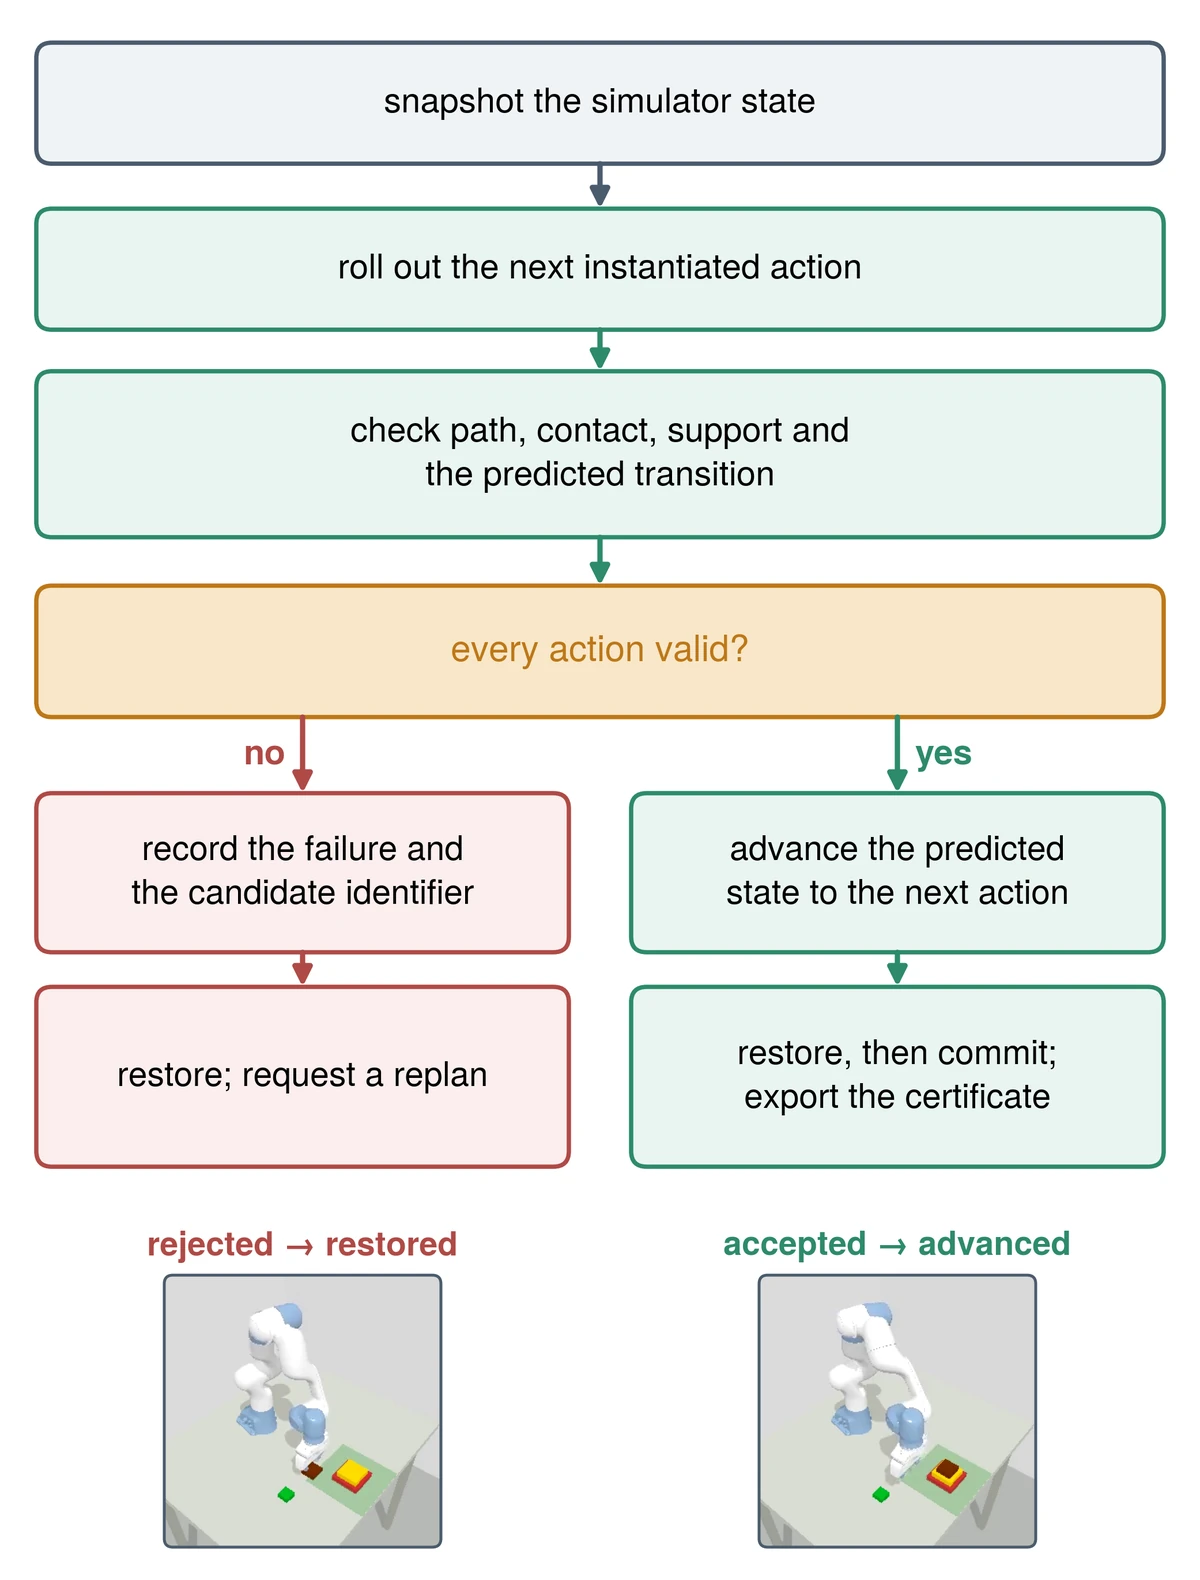 snapshot the simulator state
roll out the next instantiated action
check path, contact, support and
the predicted transition
every action valid?
no
yes
record the failure and
the candidate identifier
advance the predicted
state to the next action
restore; request a replan
restore, then commit;
export the certificate
rejected → restored
accepted → advanced